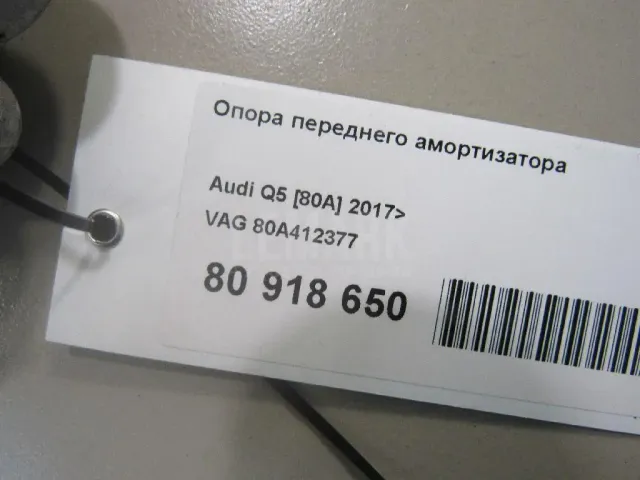 Опора переднего амортизатора
Audi Q5 [80A] 2017>
VAG 80A412377
80 918 650